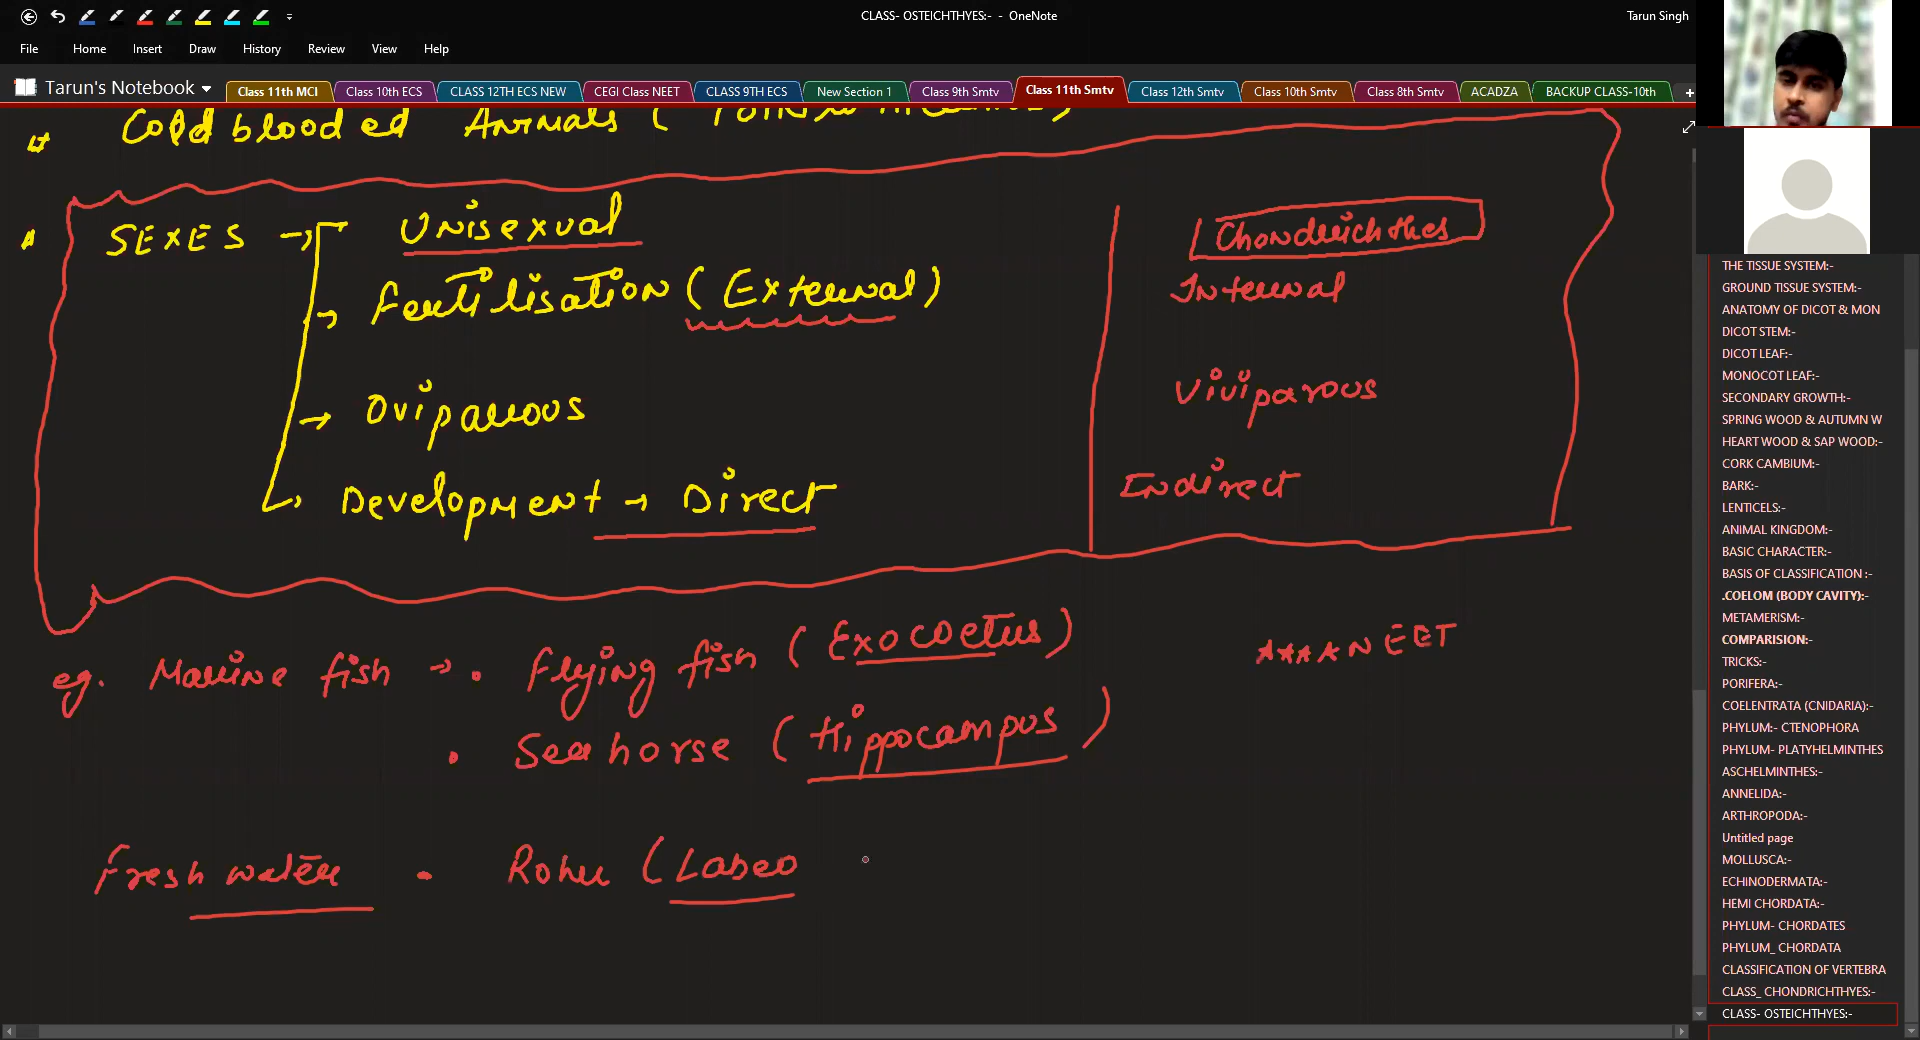 CLASS- OSTEICHTHYES:- - OneNote
Tarun Singh
File Home Insert Draw History Review View Help
Tarun's Notebook
Class 11th MCI Class 10th ECS CLASS 12TH ECS NEW CEGI Class NEET CLASS 9TH ECS New Section 1 Class 9th Smtv Class 11th Smtv Class 12th Smtv Class 10th Smtv Class 8th Smtv ACADZA BACKUP CLASS-10th
Cold blooded Animals (
SEXES → Unisexual
→ Fertilisation (External)
→ Oviparous
→ Development → Direct
Chondrichthes
Internal
Viviparous
Indirect
eg. Marine fish → • Flying fish (Exocoetus)
NEET
• Sea horse (Hippocampus)
Fresh water • Rohu (Labeo
THE TISSUE SYSTEM:-
GROUND TISSUE SYSTEM:-
ANATOMY OF DICOT & MON
DICOT STEM:-
DICOT LEAF:-
MONOCOT LEAF:-
SECONDARY GROWTH:-
SPRING WOOD & AUTUMN W
HEART WOOD & SAP WOOD:-
CORK CAMBIUM:-
BARK:-
LENTICELS:-
ANIMAL KINGDOM:-
BASIC CHARACTER:-
BASIS OF CLASSIFICATION :-
.COELOM (BODY CAVITY):-
METAMERISM:-
COMPARISION:-
TRICKS:-
PORIFERA:-
COELENTRATA (CNIDARIA):-
PHYLUM:- CTENOPHORA
PHYLUM- PLATYHELMINTHES
ASCHELMINTHES:-
ANNELIDA:-
ARTHROPODA:-
Untitled page
MOLLUSCA:-
ECHINODERMATA:-
HEMI CHORDATA:-
PHYLUM- CHORDATES
PHYLUM_ CHORDATA
CLASSIFICATION OF VERTEBRA
CLASS_ CHONDRICHTHYES:-
CLASS- OSTEICHTHYES:-